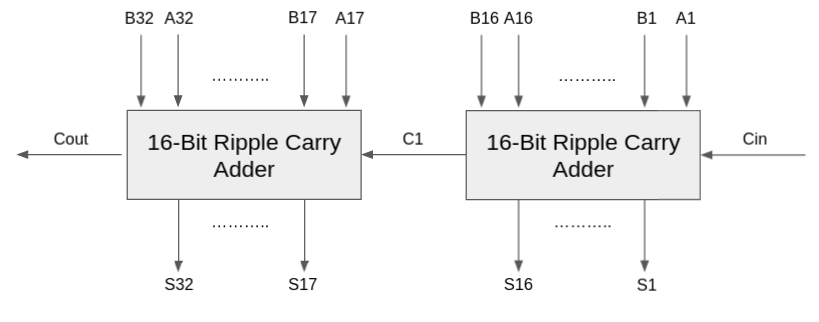 B32 A32 B17 A17 B16 A16 B1 A1
........... ...........
Cout 16-Bit Ripple Carry Adder C1 16-Bit Ripple Carry Adder Cin
........... ...........
S32 S17 S16 S1